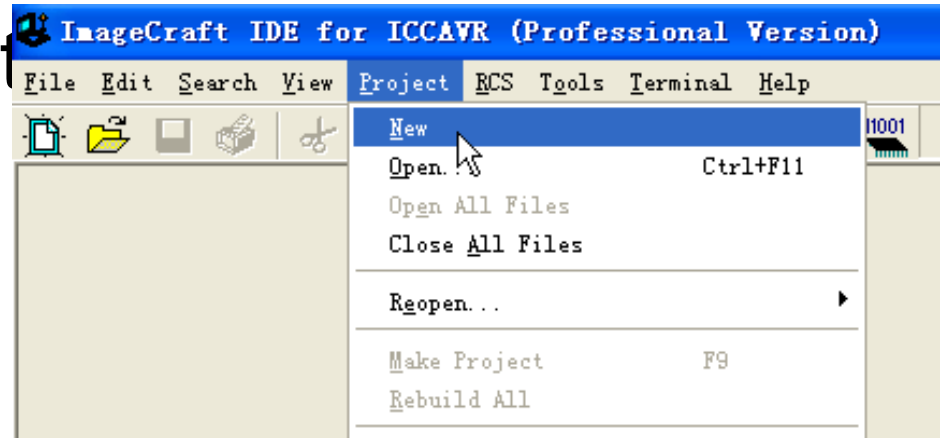 ImageCraft IDE for ICCAVR (Professional Version)
File Edit Search View Project RCS Tools Terminal Help
New
11001
Open... Ctrl+F11
Open All Files
Close All Files
Reopen...
Make Project F9
Rebuild All